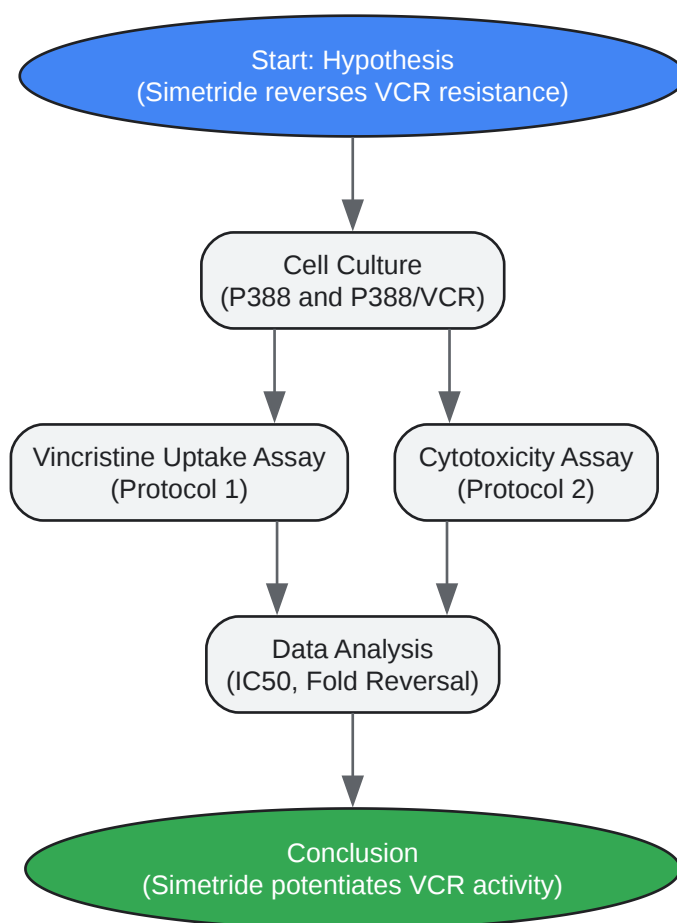 Start: Hypothesis
(Simetride reverses VCR resistance)
Cell Culture
(P388 and P388/VCR)
Vincristine Uptake Assay
(Protocol 1)
Cytotoxicity Assay
(Protocol 2)
Data Analysis
(IC50, Fold Reversal)
Conclusion
(Simetride potentiates VCR activity)